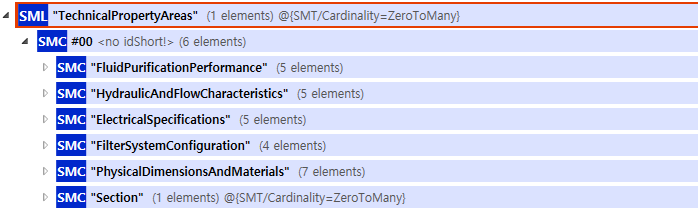 SML "TechnicalPropertyAreas" (1 elements) @{SMT/Cardinality=ZeroToMany}
SMC #00 <no idShort!> (6 elements)
SMC "FluidPurificationPerformance" (5 elements)
SMC "HydraulicAndFlowCharacteristics" (5 elements)
SMC "ElectricalSpecifications" (5 elements)
SMC "FilterSystemConfiguration" (4 elements)
SMC "PhysicalDimensionsAndMaterials" (7 elements)
SMC "Section" (1 elements) @{SMT/Cardinality=ZeroToMany}